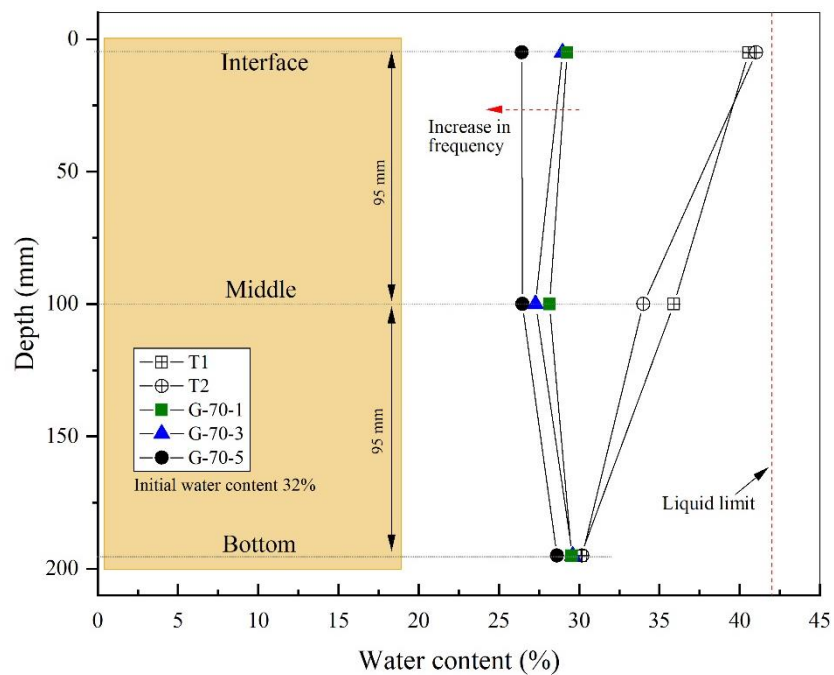 0
50
100
150
200
Depth (mm)
Interface
95 mm
Increase in
frequency
Middle
T1
T2
G-70-1
G-70-3
G-70-5
Initial water content 32%
95 mm
Liquid limit
Bottom
0
5
10
15
20
25
30
35
40
45
Water content (%)